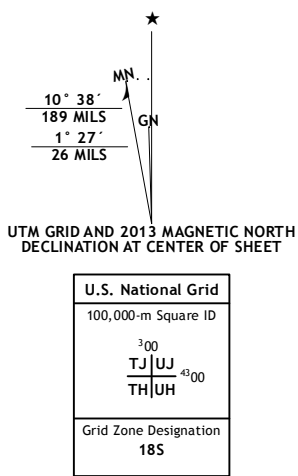 ★
MN
10° 38´
189 MILS
GN
1° 27´
26 MILS
UTM GRID AND 2013 MAGNETIC NORTH
DECLINATION AT CENTER OF SHEET
U.S. National Grid
100,000-m Square ID
³00
TJ UJ
⁴³00
TH UH
Grid Zone Designation
18S